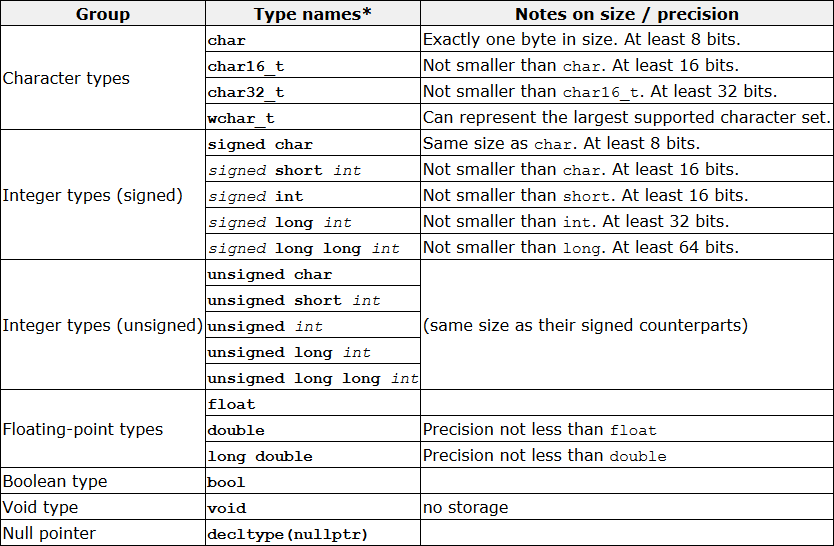 Group Type names* Notes on size / precision
Character types
char Exactly one byte in size. At least 8 bits.
char16_t Not smaller than char. At least 16 bits.
char32_t Not smaller than char16_t. At least 32 bits.
wchar_t Can represent the largest supported character set.
Integer types (signed)
signed char Same size as char. At least 8 bits.
signed short int Not smaller than char. At least 16 bits.
signed int Not smaller than short. At least 16 bits.
signed long int Not smaller than int. At least 32 bits.
signed long long int Not smaller than long. At least 64 bits.
Integer types (unsigned)
unsigned char
unsigned short int
unsigned int
unsigned long int
unsigned long long int
(same size as their signed counterparts)
Floating-point types
float
double Precision not less than float
long double Precision not less than double
Boolean type bool
Void type void no storage
Null pointer decltype(nullptr)